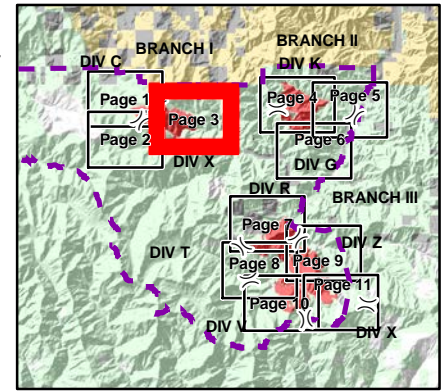 BRANCH I
BRANCH II
DIV C
DIV K
Page 1
Page 3
Page 4
Page 5
Page 2
Page 6
DIV X
DIV G
DIV R
BRANCH III
Page 7
DIV T
DIV Z
Page 8
Page 9
Page 10
Page 11
DIV V
DIV X